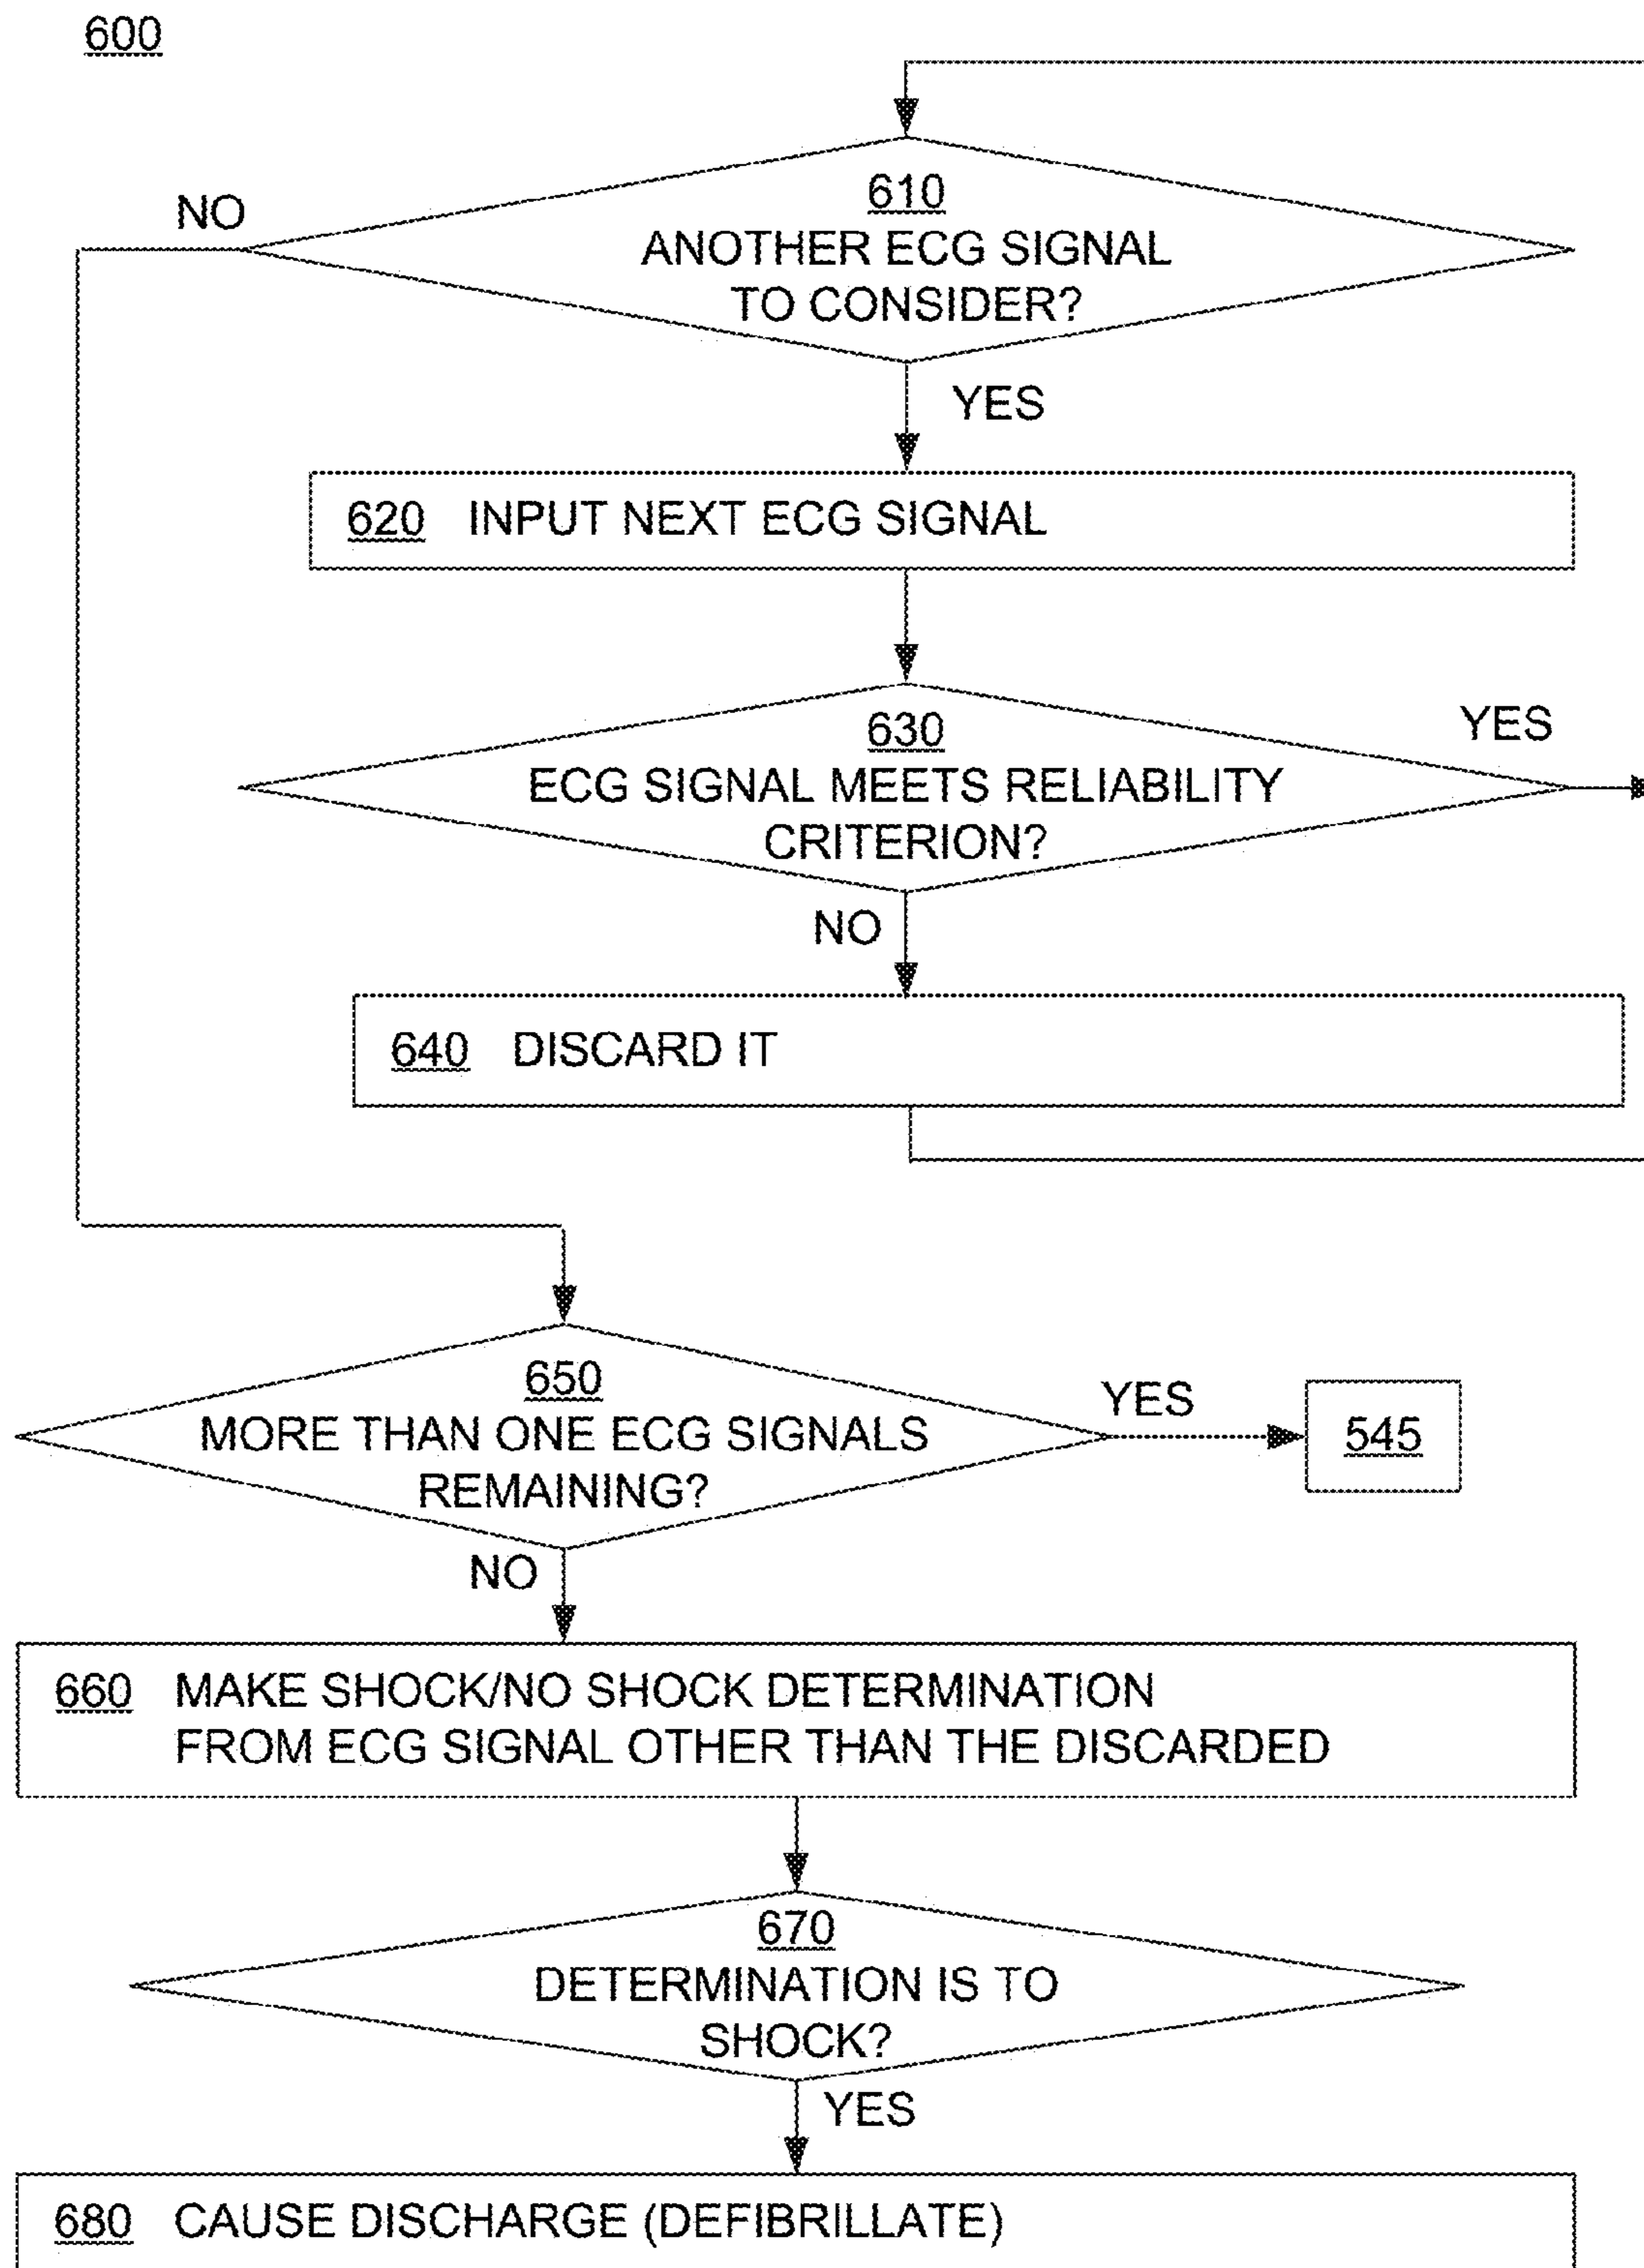 600
610
NO
ANOTHER ECG SIGNAL
TO CONSIDER?
YES
620 INPUT NEXT ECG SIGNAL
630
YES
ECG SIGNAL MEETS RELIABILITY
CRITERION?
NO
640 DISCARD IT
650
YES
MORE THAN ONE ECG SIGNALS
545
REMAINING?
NO
660 MAKE SHOCK/NO SHOCK DETERMINATION
FROM ECG SIGNAL OTHER THAN THE DISCARDED
670
DETERMINATION IS TO
SHOCK?
YES
680 CAUSE DISCHARGE (DEFIBRILLATE)